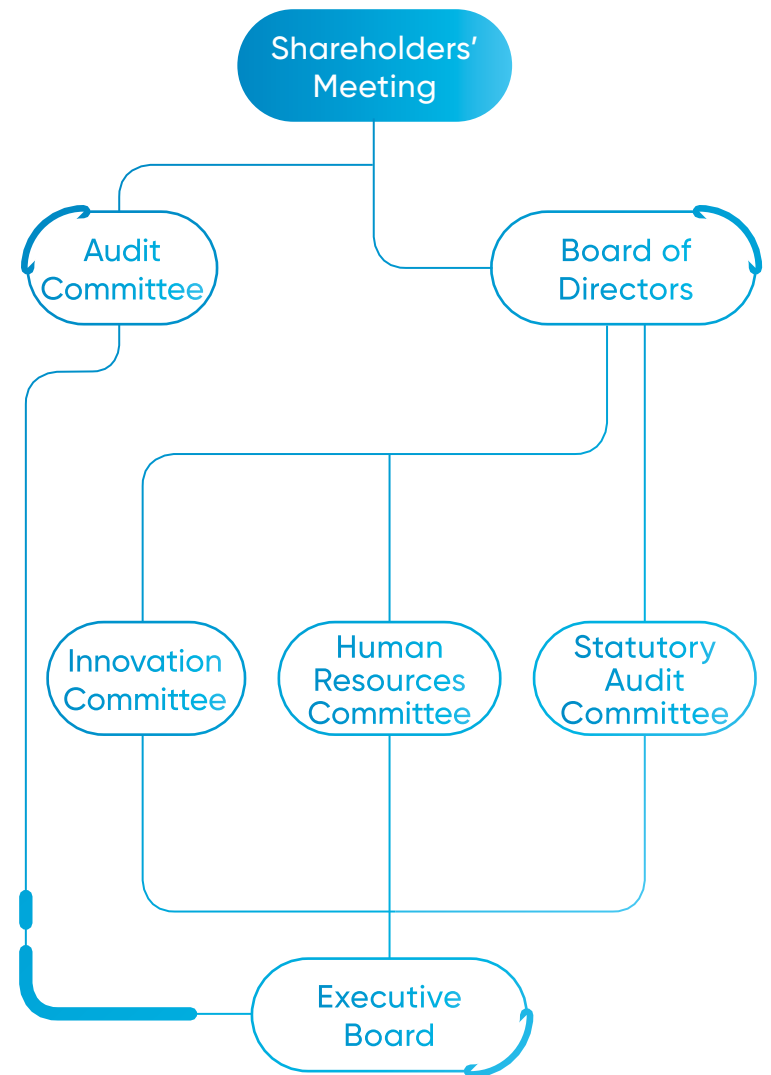 Shareholders’
Meeting
Audit
Committee
Board of
Directors
Innovation
Committee
Human
Resources
Committee
Statutory
Audit
Committee
Executive
Board